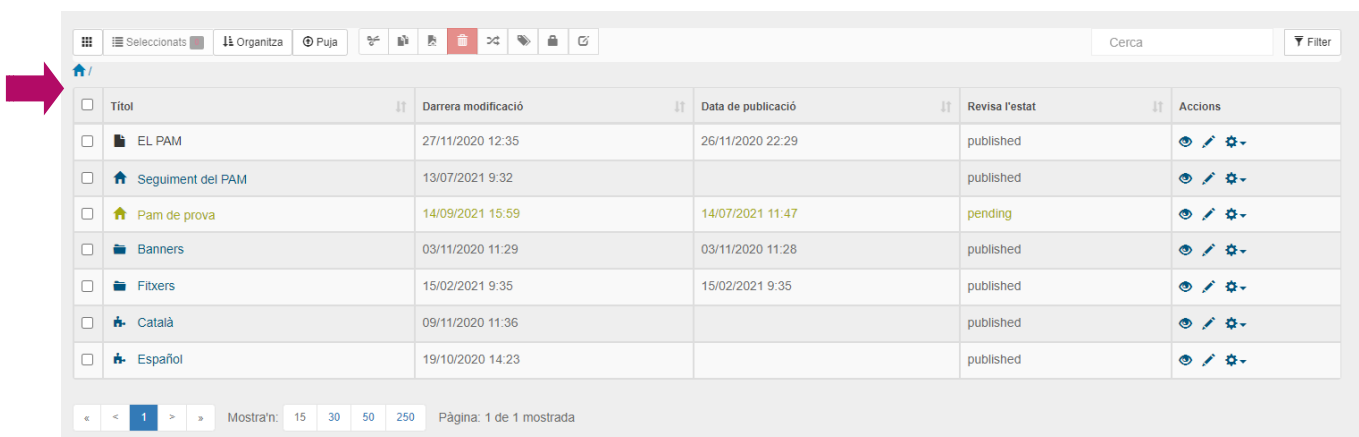 Seleccionats Organitza Puja Cerca Filter
/
Títol Darrera modificació Data de publicació Revisa l'estat Accions
EL PAM 27/11/2020 12:35 26/11/2020 22:29 published
Seguiment del PAM 13/07/2021 9:32 published
Pam de prova 14/09/2021 15:59 14/07/2021 11:47 pending
Banners 03/11/2020 11:29 03/11/2020 11:28 published
Fitxers 15/02/2021 9:35 15/02/2021 9:35 published
Català 09/11/2020 11:36 published
Español 19/10/2020 14:23 published
« < 1 > » Mostra'n: 15 30 50 250 Pàgina: 1 de 1 mostrada